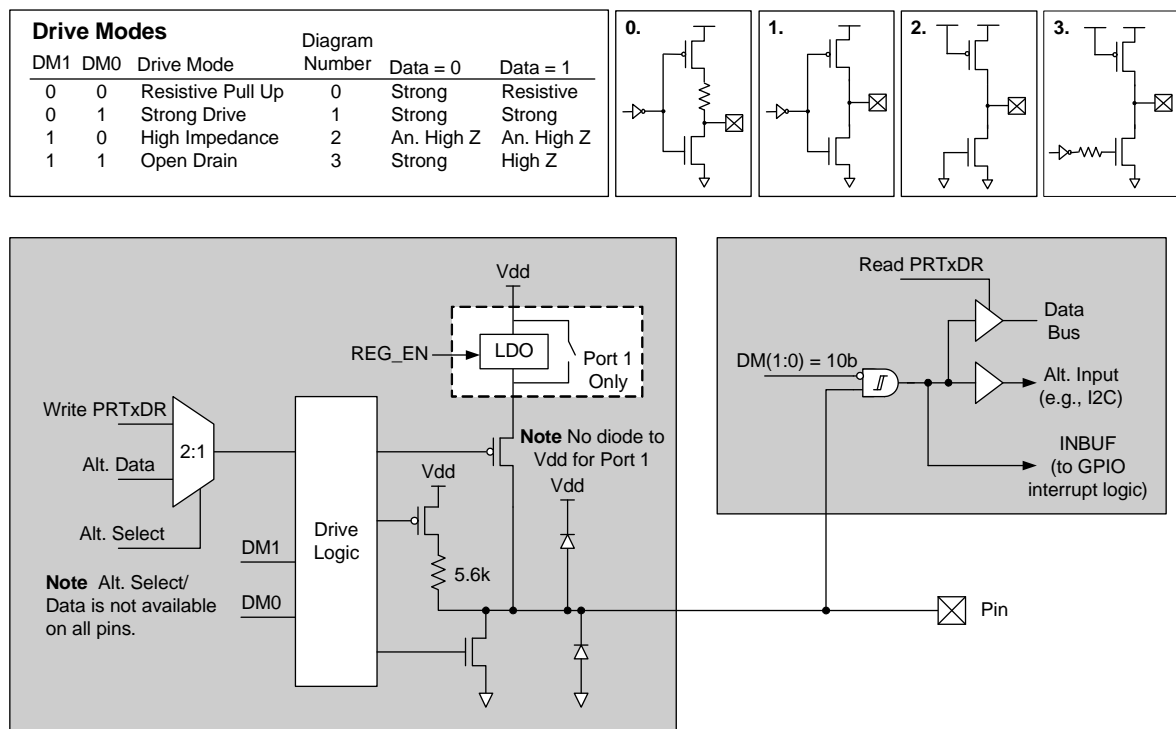 Drive Modes
DM1 DM0 Drive Mode Diagram Number Data = 0 Data = 1
0 0 Resistive Pull Up 0 Strong Resistive
0 1 Strong Drive 1 Strong Strong
1 0 High Impedance 2 An. High Z An. High Z
1 1 Open Drain 3 Strong High Z
0.
1.
2.
3.
Vdd
REG_EN
LDO
Port 1
Only
Write PRTxDR
2:1
Alt. Data
Alt. Select
Note No diode to
Vdd for Port 1
Vdd
Vdd
Drive
Logic
DM1
5.6k
DM0
Note Alt. Select/
Data is not available
on all pins.
Read PRTxDR
Data
Bus
DM(1:0) = 10b
Alt. Input
(e.g., I2C)
INBUF
(to GPIO
interrupt logic)
Pin